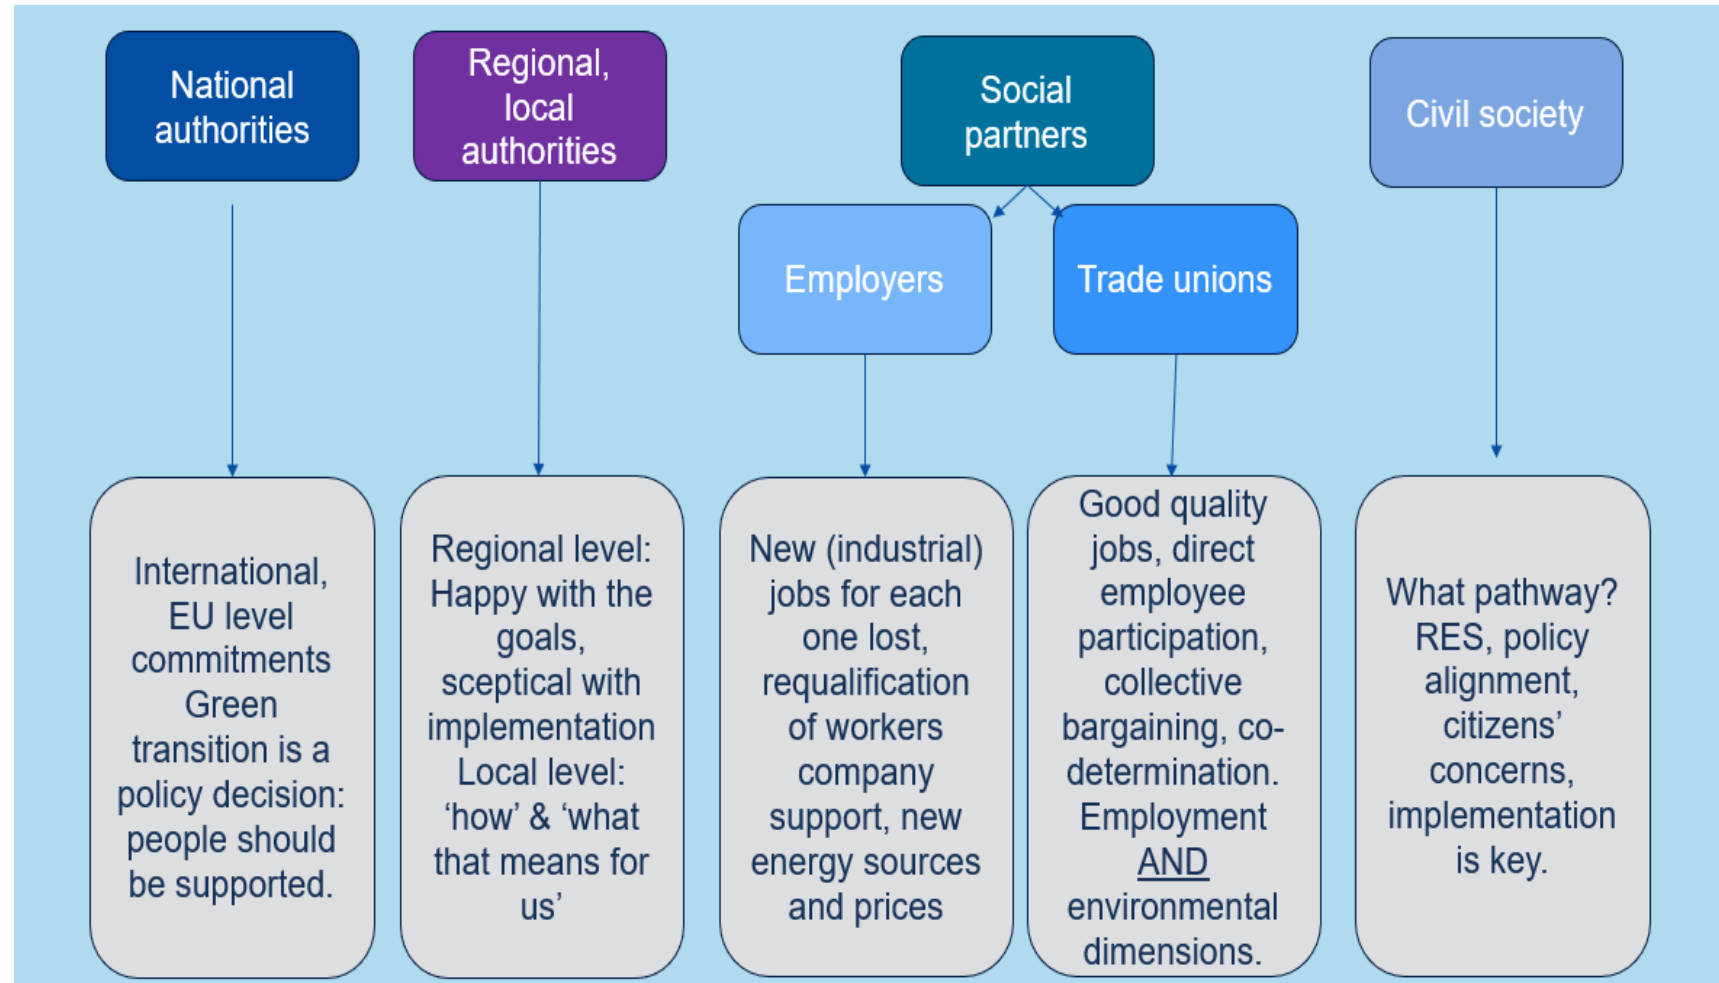 National
authorities
Regional,
local
authorities
Social
partners
Civil society
Employers
Trade unions
International,
EU level
commitments
Green
transition is a
policy decision:
people should
be supported.
Regional level:
Happy with the
goals,
sceptical with
implementation
Local level:
‘how’ & ‘what
that means for
us’
New (industrial)
jobs for each
one lost,
requalification
of workers
company
support, new
energy sources
and prices
Good quality
jobs, direct
employee
participation,
collective
bargaining, co-
determination.
Employment
AND
environmental
dimensions.
What pathway?
RES, policy
alignment,
citizens’
concerns,
implementation
is key.